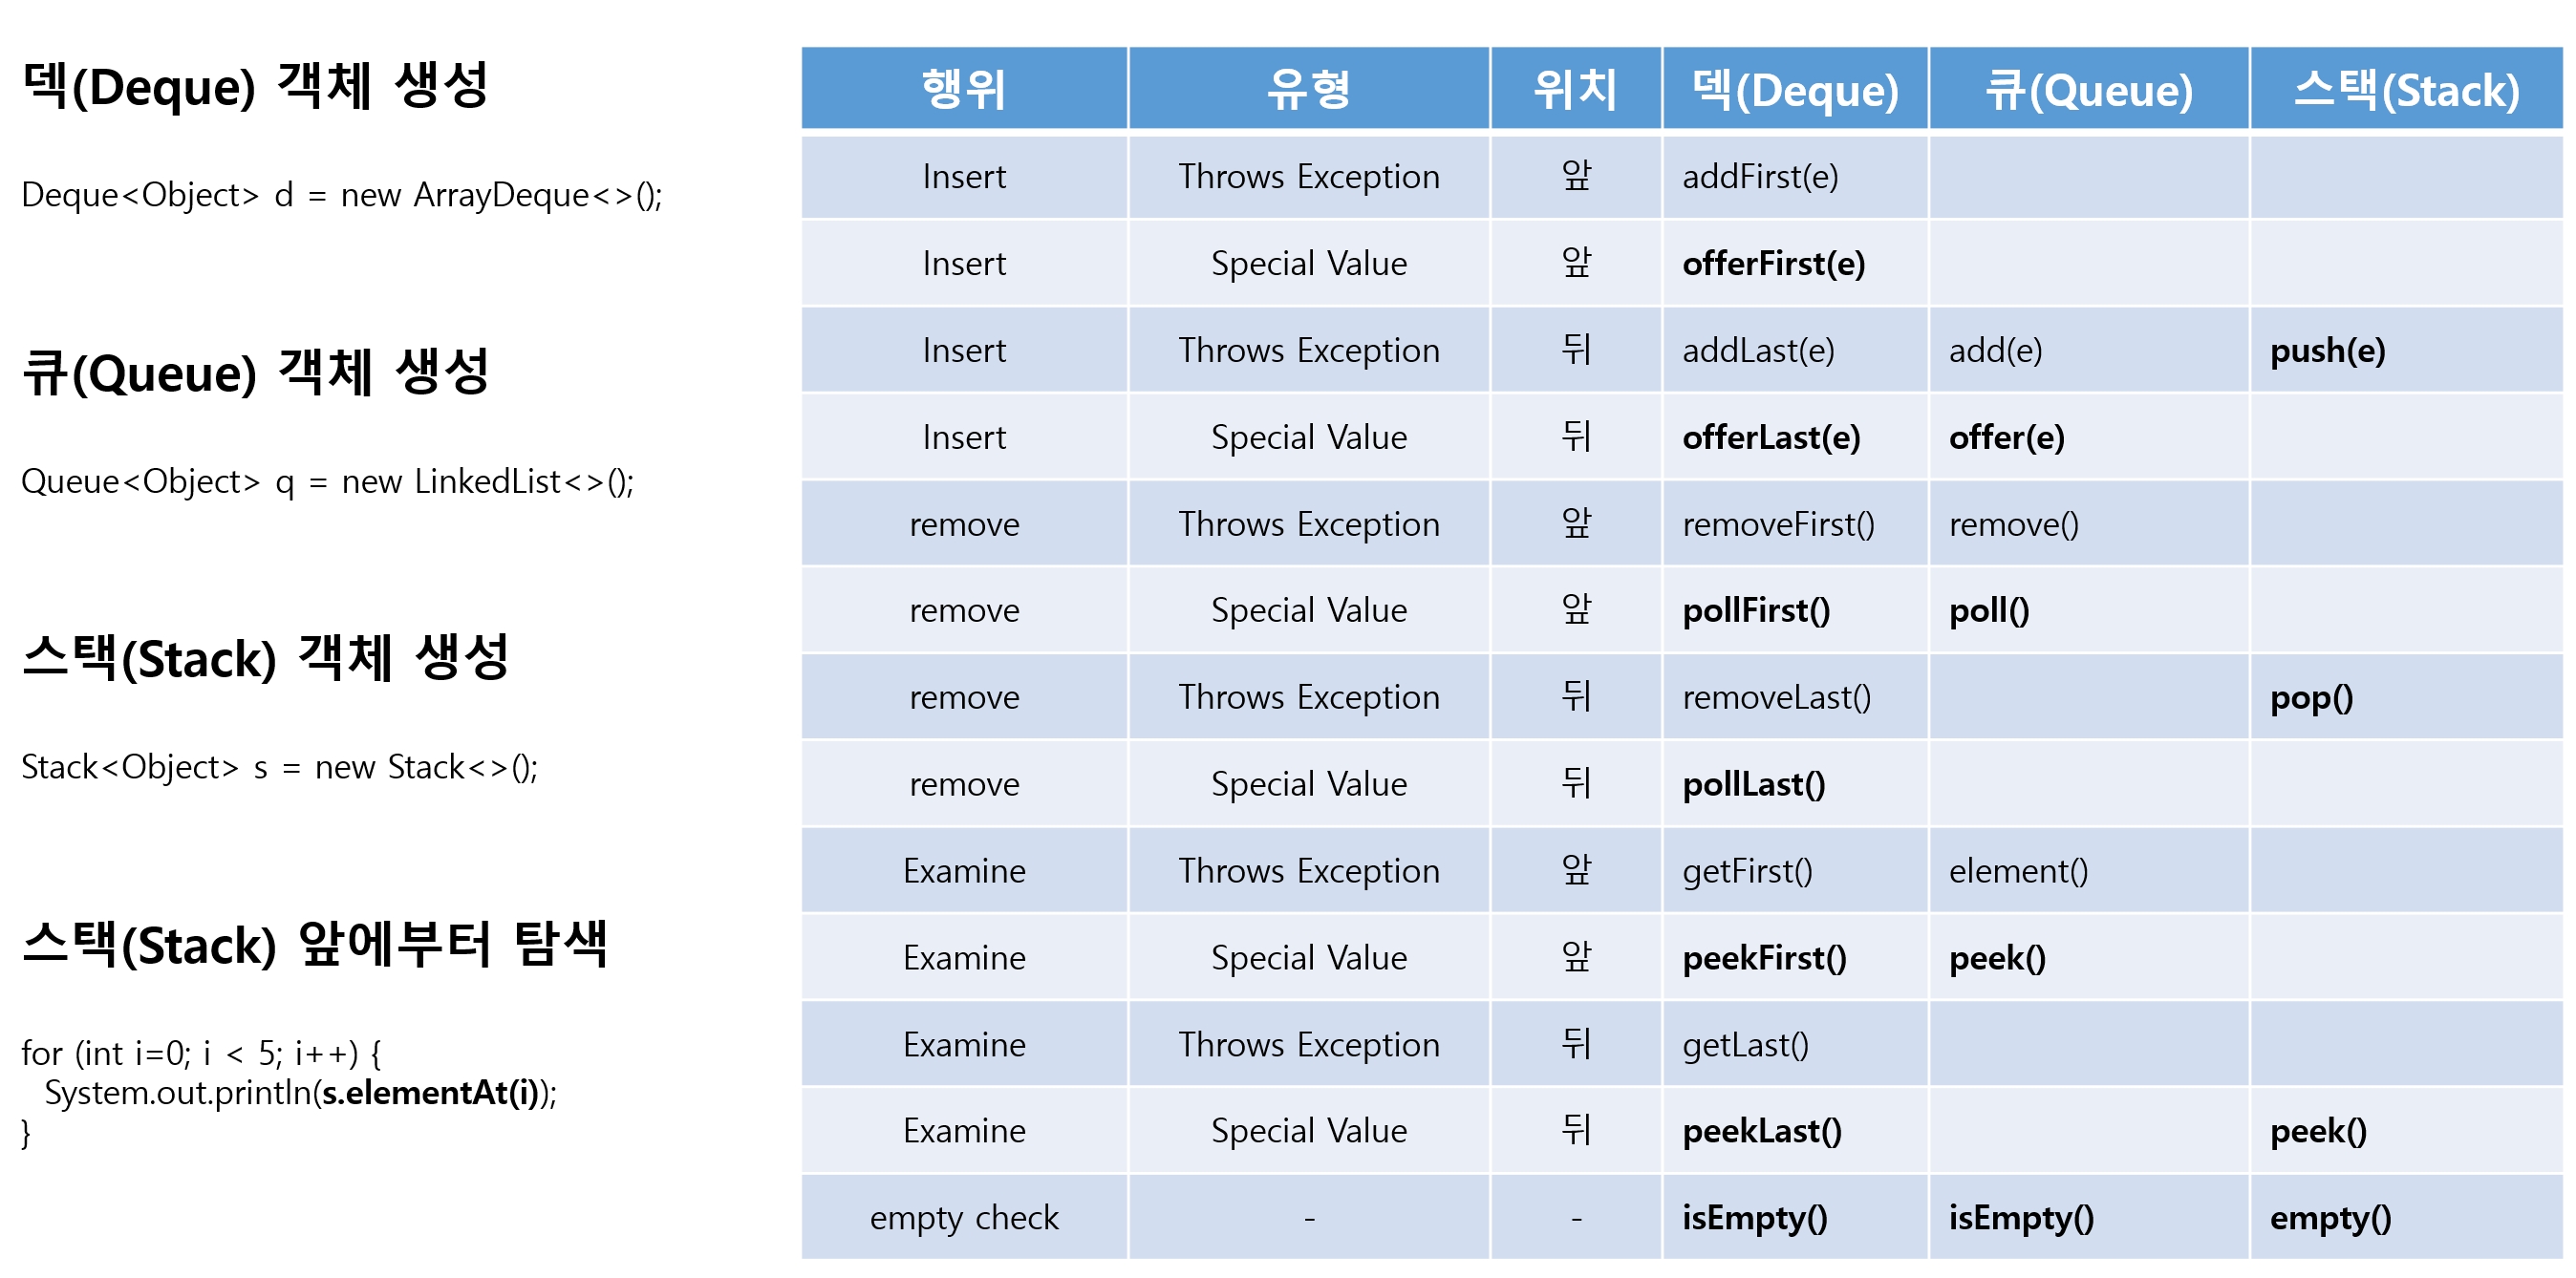 덱(Deque) 객체 생성
Deque<Object> d = new ArrayDeque<>();
큐(Queue) 객체 생성
Queue<Object> q = new LinkedList<>();
스택(Stack) 객체 생성
Stack<Object> s = new Stack<>();
스택(Stack) 앞에부터 탐색
for (int i=0; i < 5; i++) {
System.out.println(s.elementAt(i));
}
행위 유형 위치 덱(Deque) 큐(Queue) 스택(Stack)
Insert Throws Exception 앞 addFirst(e)
Insert Special Value 앞 offerFirst(e)
Insert Throws Exception 뒤 addLast(e) add(e) push(e)
Insert Special Value 뒤 offerLast(e) offer(e)
remove Throws Exception 앞 removeFirst() remove()
remove Special Value 앞 pollFirst() poll()
remove Throws Exception 뒤 removeLast() pop()
remove Special Value 뒤 pollLast()
Examine Throws Exception 앞 getFirst() element()
Examine Special Value 앞 peekFirst() peek()
Examine Throws Exception 뒤 getLast()
Examine Special Value 뒤 peekLast() peek()
empty check - - isEmpty() isEmpty() empty()